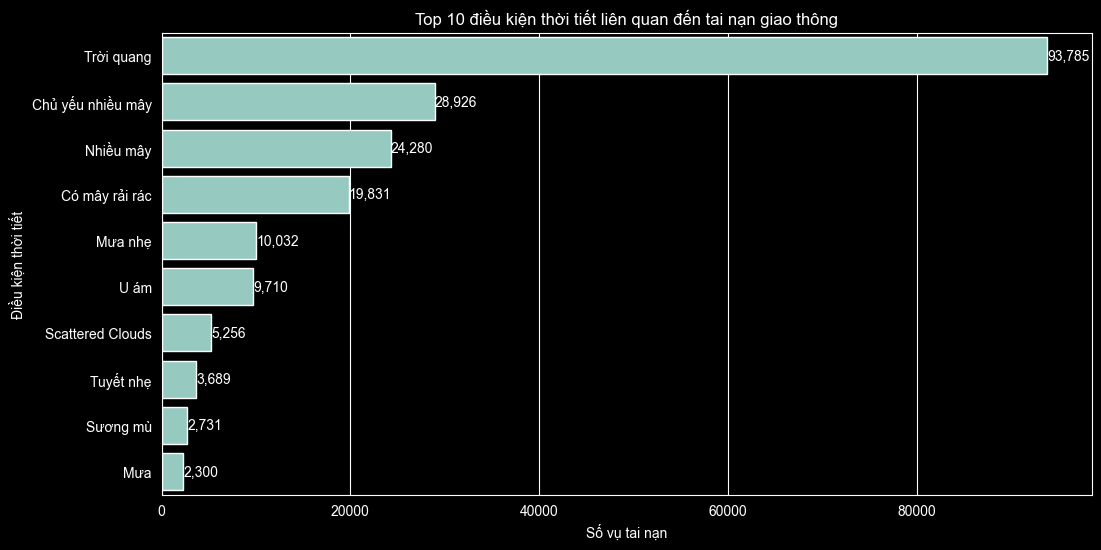 Top 10 điều kiện thời tiết liên quan đến tai nạn giao thông
Điều kiện thời tiết
Trời quang 93,785
Chủ yếu nhiều mây 28,926
Nhiều mây 24,280
Có mây rải rác 19,831
Mưa nhẹ 10,032
U ám 9,710
Scattered Clouds 5,256
Tuyết nhẹ 3,689
Sương mù 2,731
Mưa 2,300
0 20000 40000 60000 80000
Số vụ tai nạn